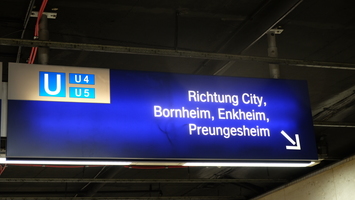 U
U4
U5
Richtung City,
Bornheim, Enkheim,
Preungesheim